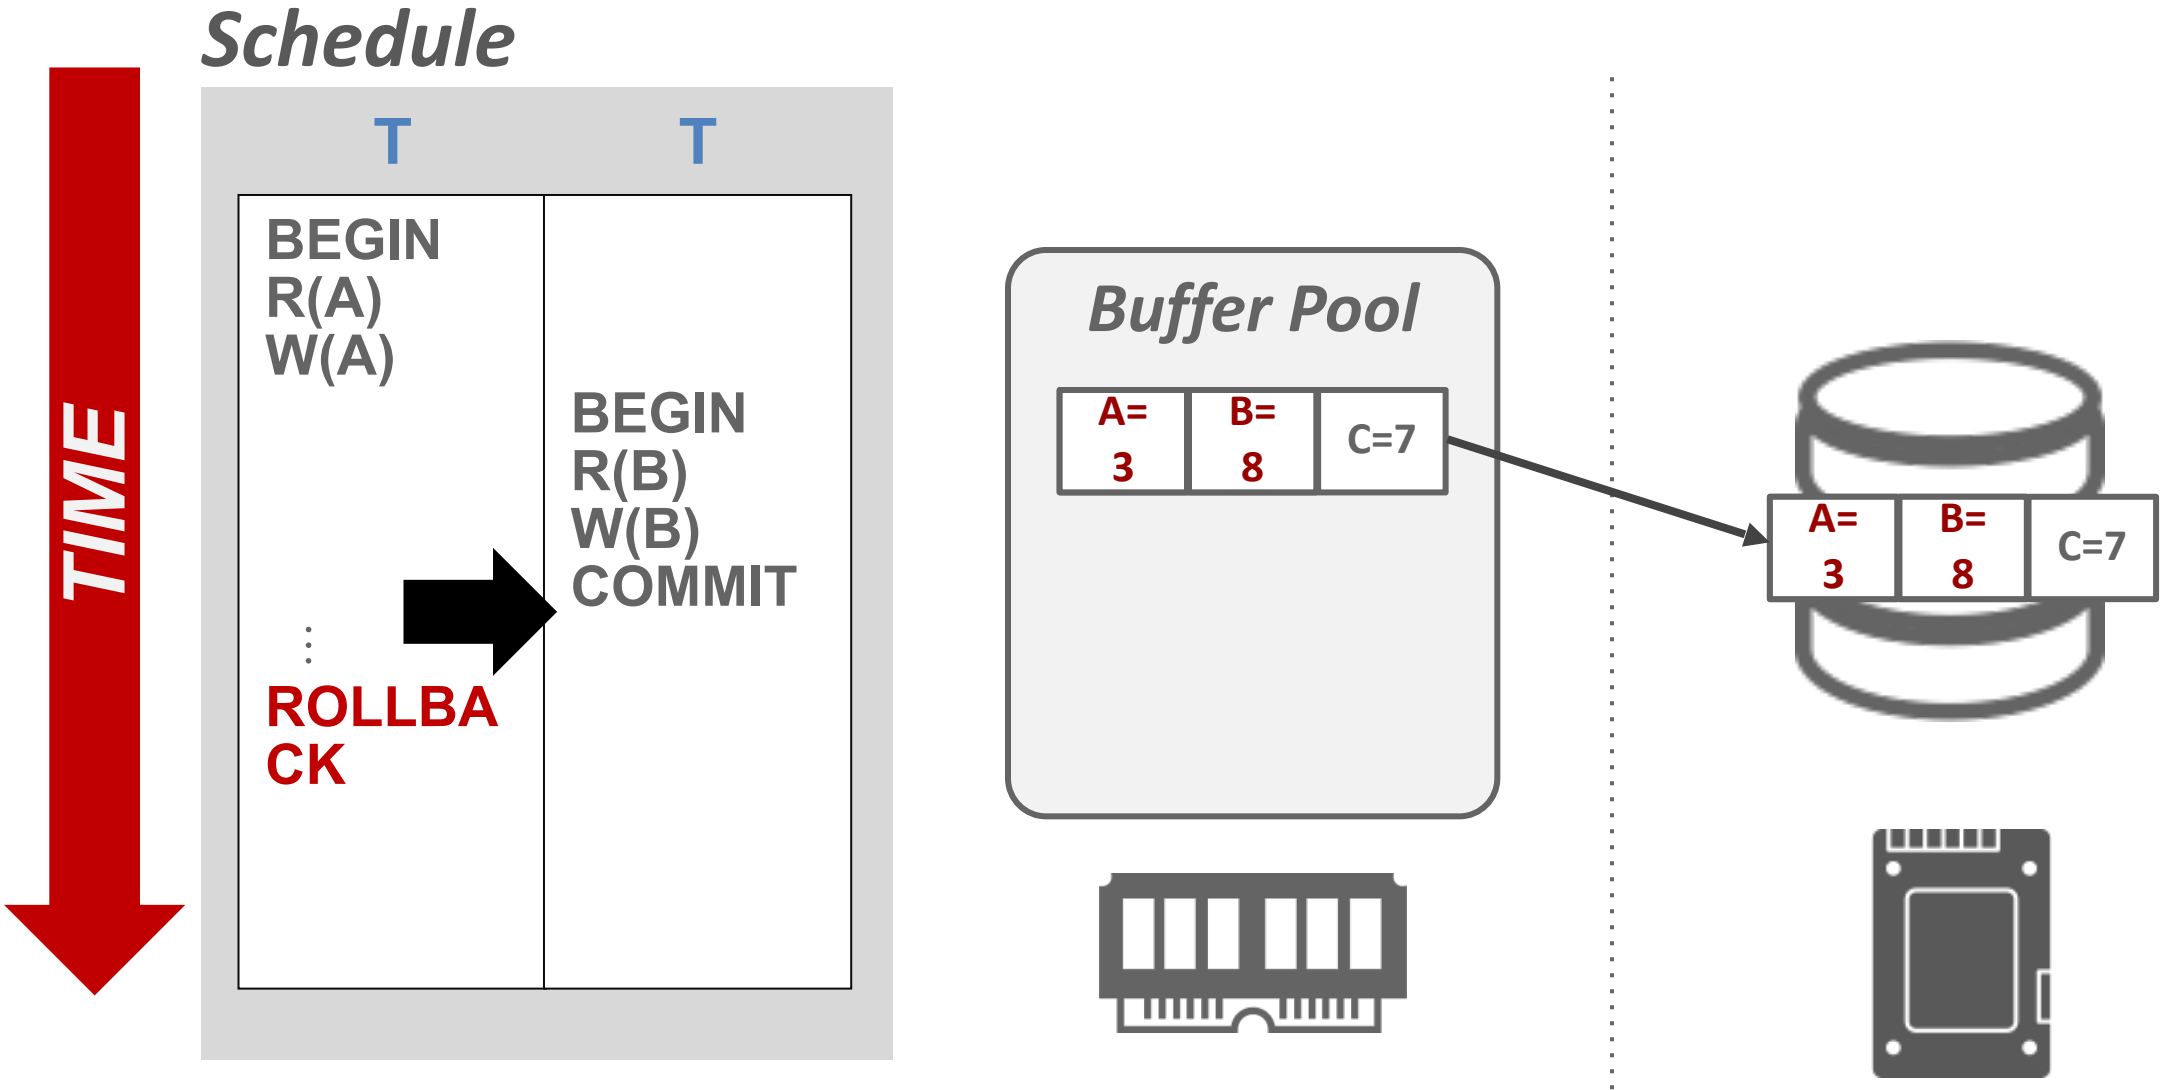 Schedule
TIME
T
T
BEGIN
R(A)
W(A)
⋮
ROLLBA
CK
BEGIN
R(B)
W(B)
COMMIT
Buffer Pool
A=
3
B=
8
C=7
A=
3
B=
8
C=7